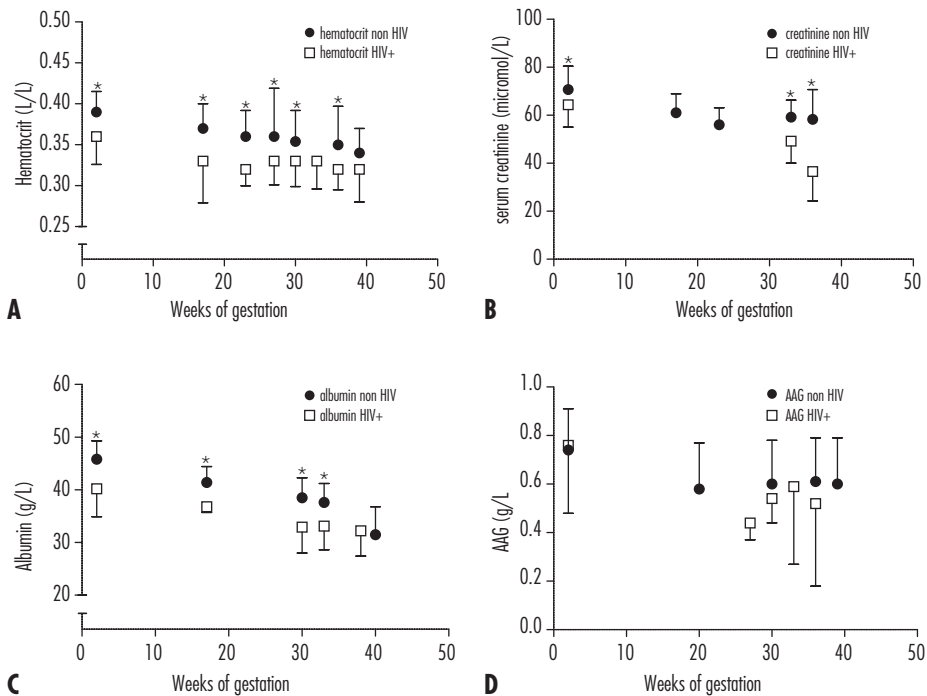 0.50
0.45
0.40
0.35
0.30
0.25
Hematocrit (L/L)
hematocrit non HIV
hematocrit HIV+
* * * * * *
0 10 20 30 40 50
Weeks of gestation
A
100
80
60
40
20
0
serum creatinine (micromol/L)
creatinine non HIV
creatinine HIV+
* * *
0 10 20 30 40 50
Weeks of gestation
B
60
50
40
30
20
Albumin (g/L)
albumin non HIV
albumin HIV+
* * * *
0 10 20 30 40 50
Weeks of gestation
C
1.0
0.8
0.6
0.4
0.2
0.0
AAG (g/L
AAG non HIV
AAG HIV+
0 10 20 30 40 50
Weeks of gestation
D